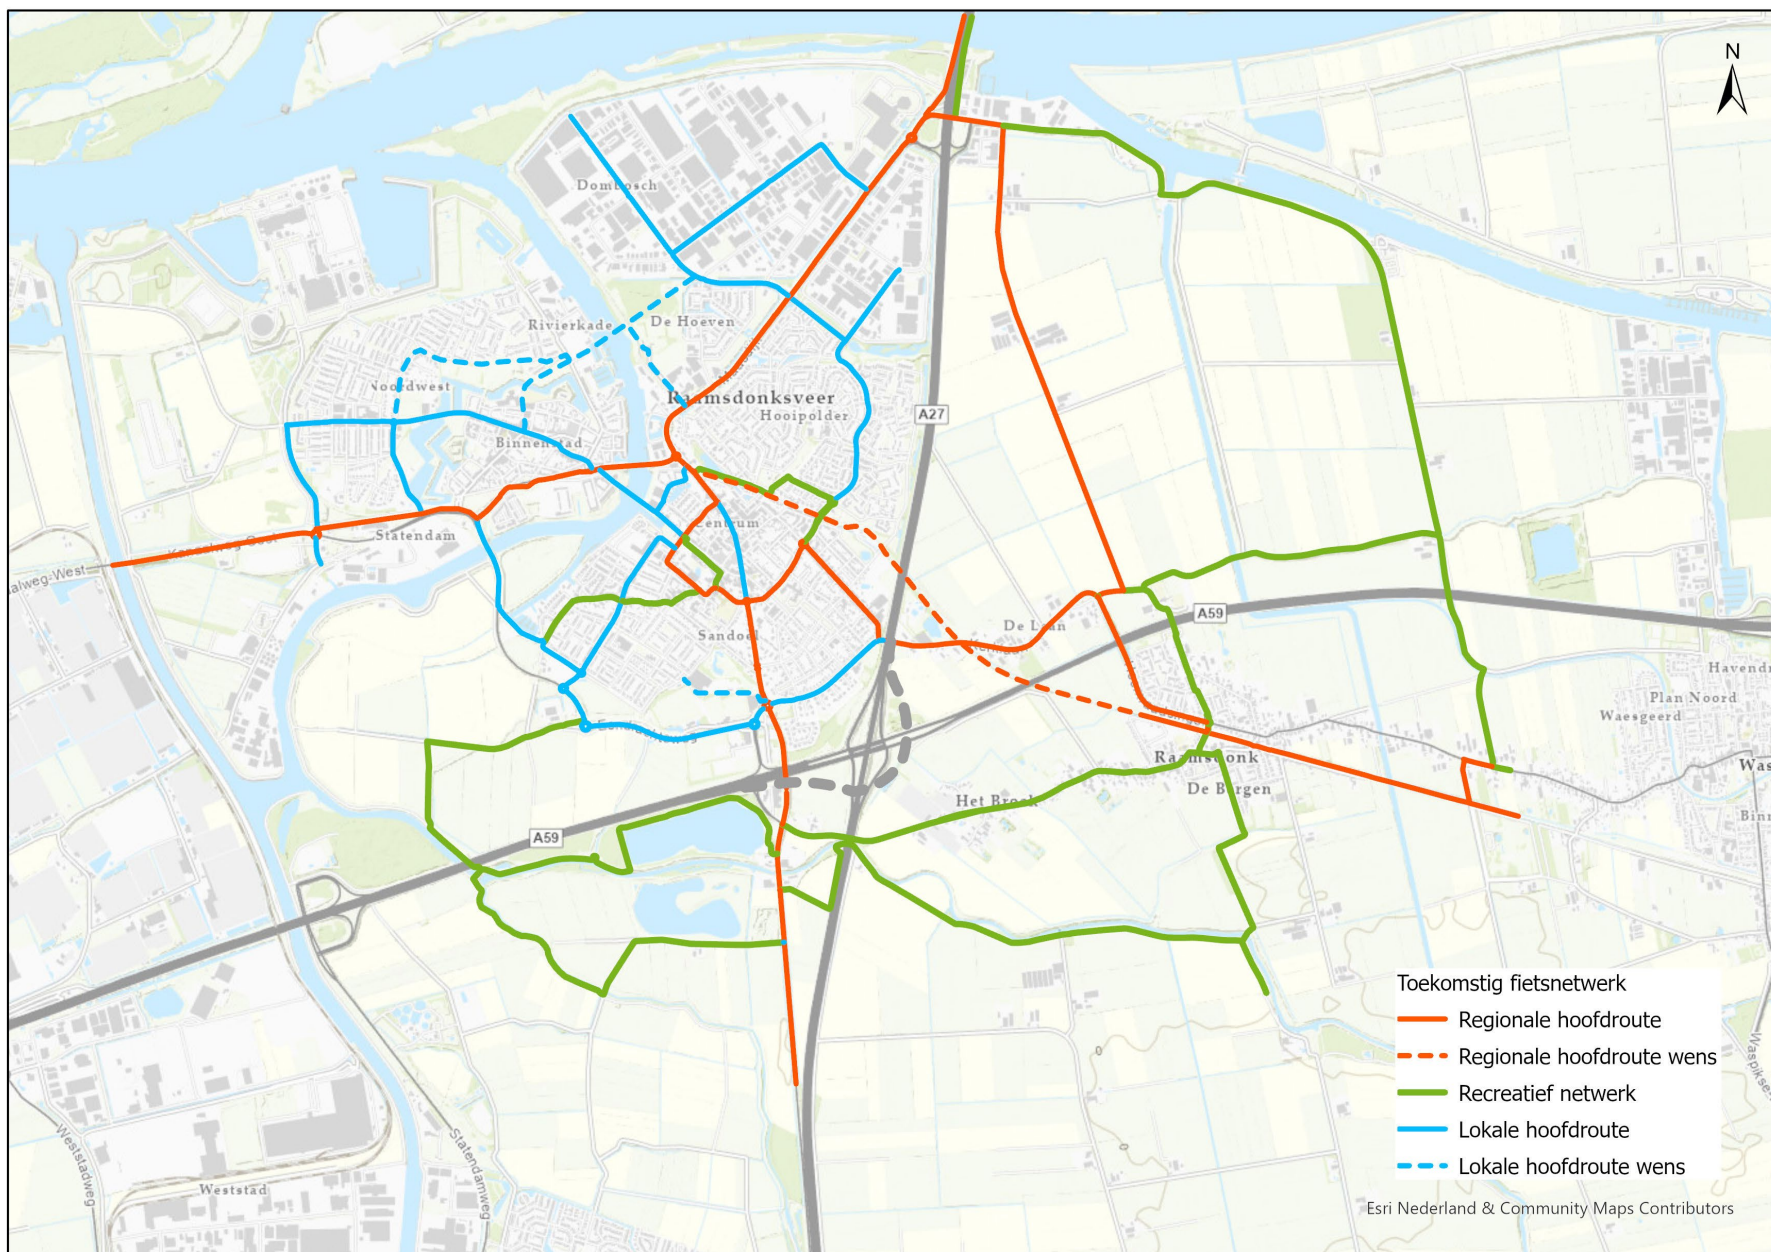 N
Dombosch
Rivierkade
De Hoeven
Noordwest
Raamsdonksveer
Hooipolder
A27
Binnenstad
Centrum
Statendam
A59
De Laan
Sandoel
Havendr
Plan Noord
Waesgeerd
Raamsdonk
Was
De Bergen
Het Broek
Binn
A59
Toekomstig fietsnetwerk
Regionale hoofdroute
Regionale hoofdroute wens
Recreatief netwerk
Lokale hoofdroute
Lokale hoofdroute wens
Weststadweg
Statendamweg
Weststad
Esri Nederland & Community Maps Contributors